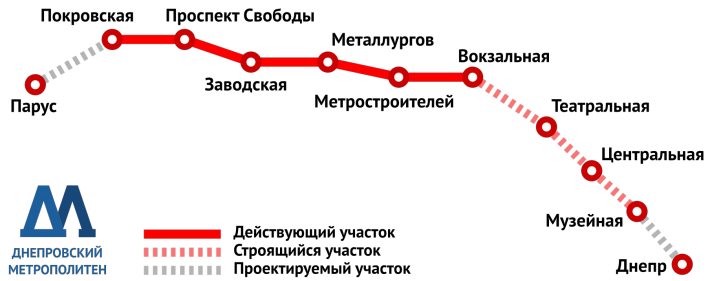 Покровская
Проспект Свободы
Металлургов
Вокзальная
Заводская
Парус
Метростроителей
Театральная
Центральная
Музейная
Днепр
ДНЕПРОВСКИЙ
МЕТРОПОЛИТЕН
Действующий участок
Строящийся участок
Проектируемый участок